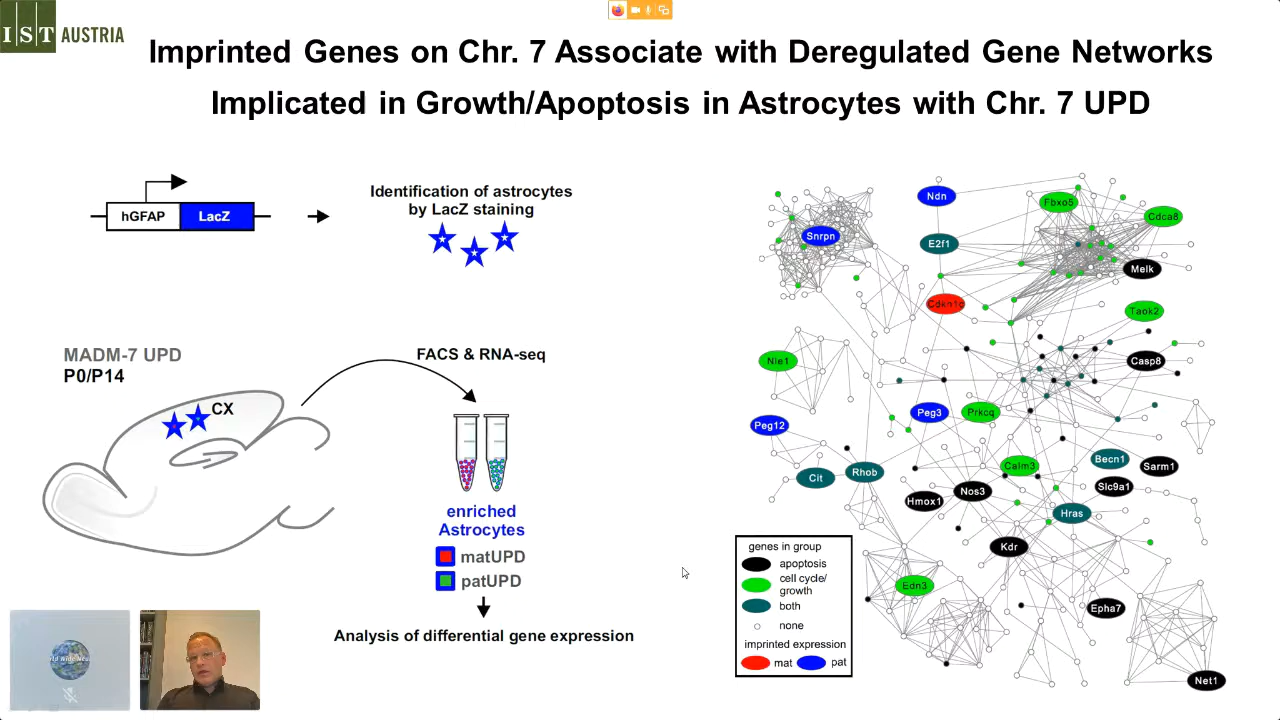 IST AUSTRIA
Imprinted Genes on Chr. 7 Associate with Deregulated Gene Networks
Implicated in Growth/Apoptosis in Astrocytes with Chr. 7 UPD
hGFAP
LacZ
Identification of astrocytes
by LacZ staining
MADM-7 UPD
P0/P14
CX
FACS & RNA-seq
enriched
Astrocytes
matUPD
patUPD
Analysis of differential gene expression
Ndn
Fbxo5
Cdca8
Snrpn
E2f1
Melk
Cdkn1c
Taok2
Nle1
Casp8
Peg3
Prkcq
Peg12
Becn1
Sarm1
Calm3
Cit
Rhob
Slc9a1
Nos3
Hmox1
Hras
Kdr
Edn3
Epha7
Net1
genes in group
apoptosis
cell cycle/
growth
both
none
imprinted expression
mat
pat